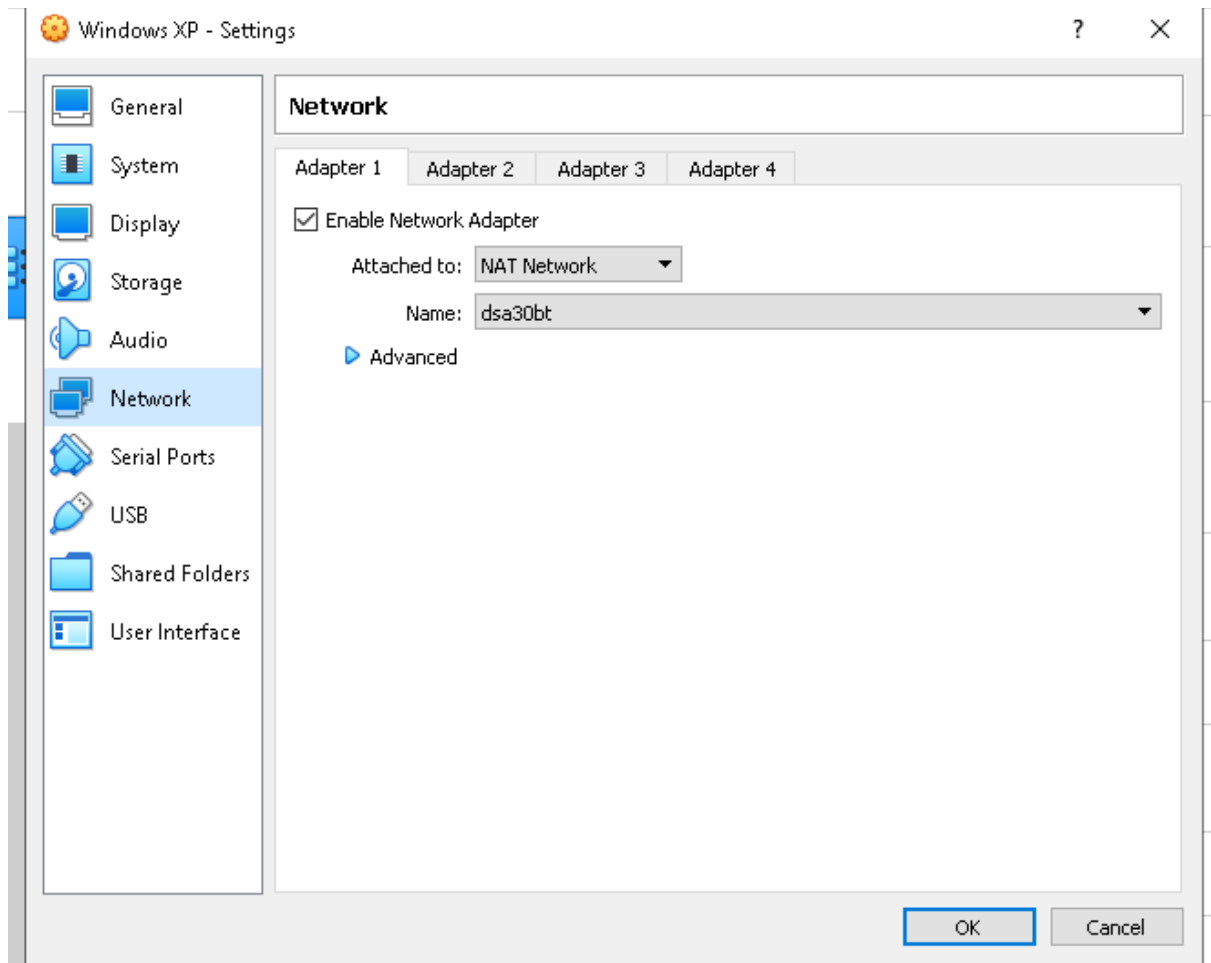 Windows XP - Settings
?
General
System
Display
Storage
Audio
Network
Serial Ports
USB
Shared Folders
User Interface
Network
Adapter 1 Adapter 2 Adapter 3 Adapter 4
Enable Network Adapter
Attached to: NAT Network
Name: dsa30bt
Advanced
OK Cancel